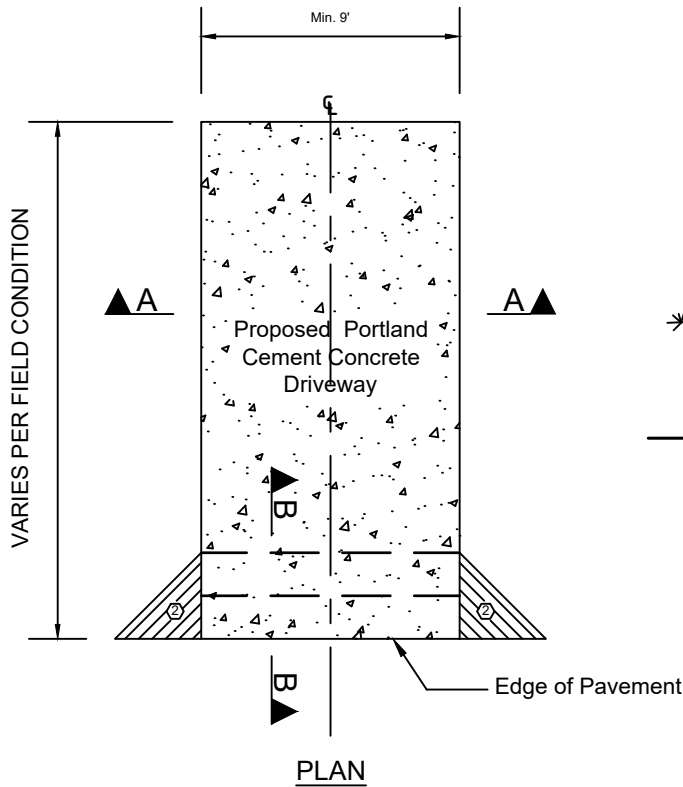 Min. 9'
℄
VARIES PER FIELD CONDITION
A
A
Proposed Portland
Cement Concrete
Driveway
B
2
2
B
Edge of Pavement
PLAN